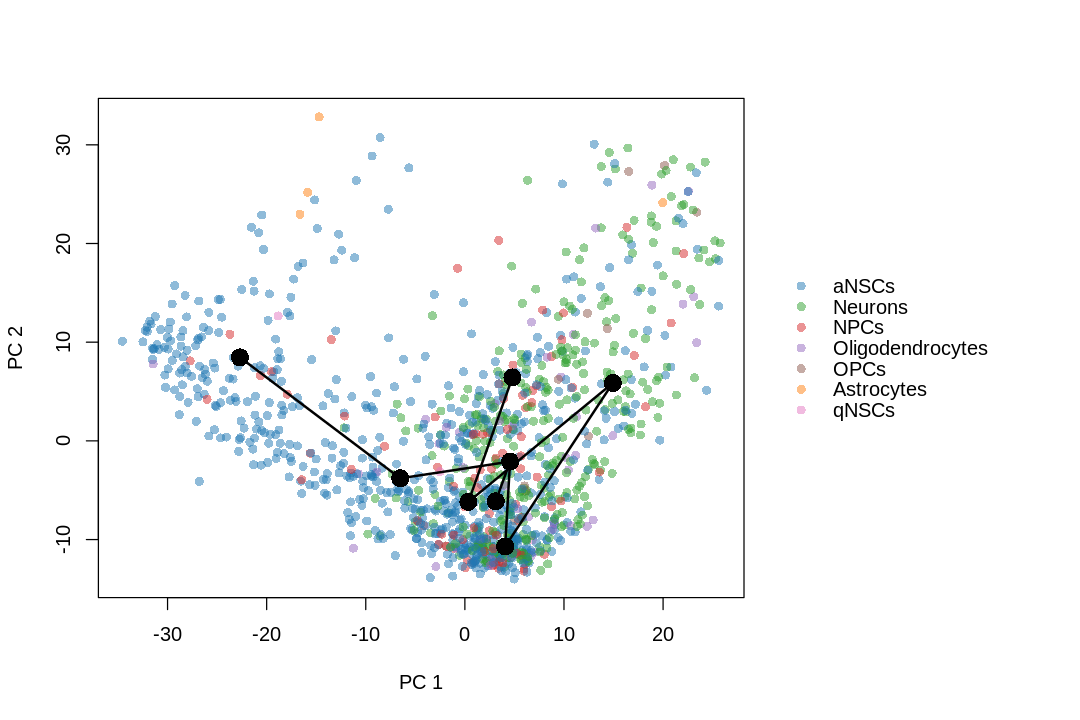 30
20
10
0
-10
PC 2
-30 -20 -10 0 10 20
PC 1
aNSCs
Neurons
NPCs
Oligodendrocytes
OPCs
Astrocytes
qNSCs